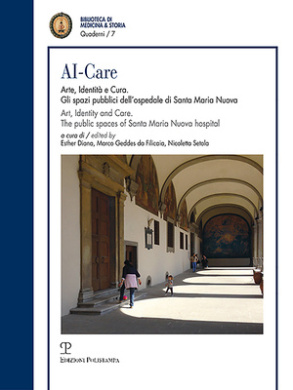 BIBLIOTECA DI
MEDICINA & STORIA
Quaderni / 7
AI-Care
Arte, Identità e Cura.
Gli spazi pubblici dell'ospedale di Santa Maria Nuova
Art, Identity and Care.
The public spaces of Santa Maria Nuova hospital
a cura di / edited by
Esther Diana, Marco Geddes da Filicaia, Nicoletta Setola
EDIZIONI POLISTAMPA